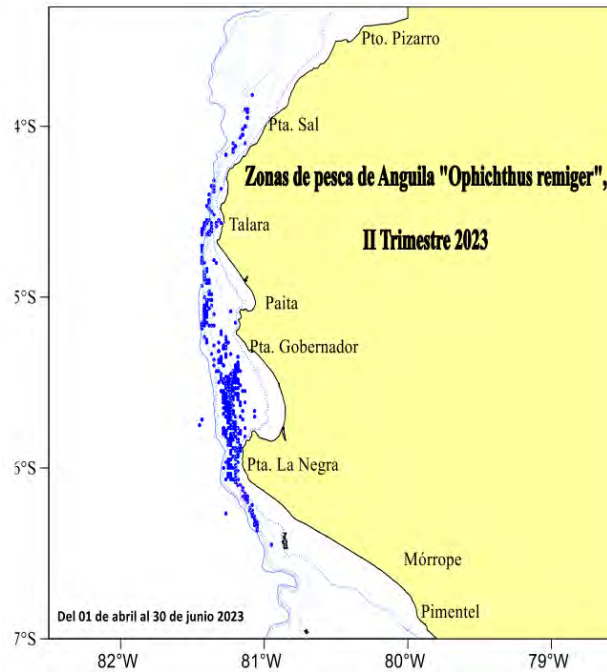 Pto. Pizarro
4°S
Pta. Sal
Zonas de pesca de Anguila "Ophichthus remiger",
Talara
II Trimestre 2023
5°S
Paita
Pta. Gobernador
6°S
Pta. La Negra
Mórrope
Del 01 de abril al 30 de junio 2023
Pimentel
7°S
82°W
81°W
80°W
79°W